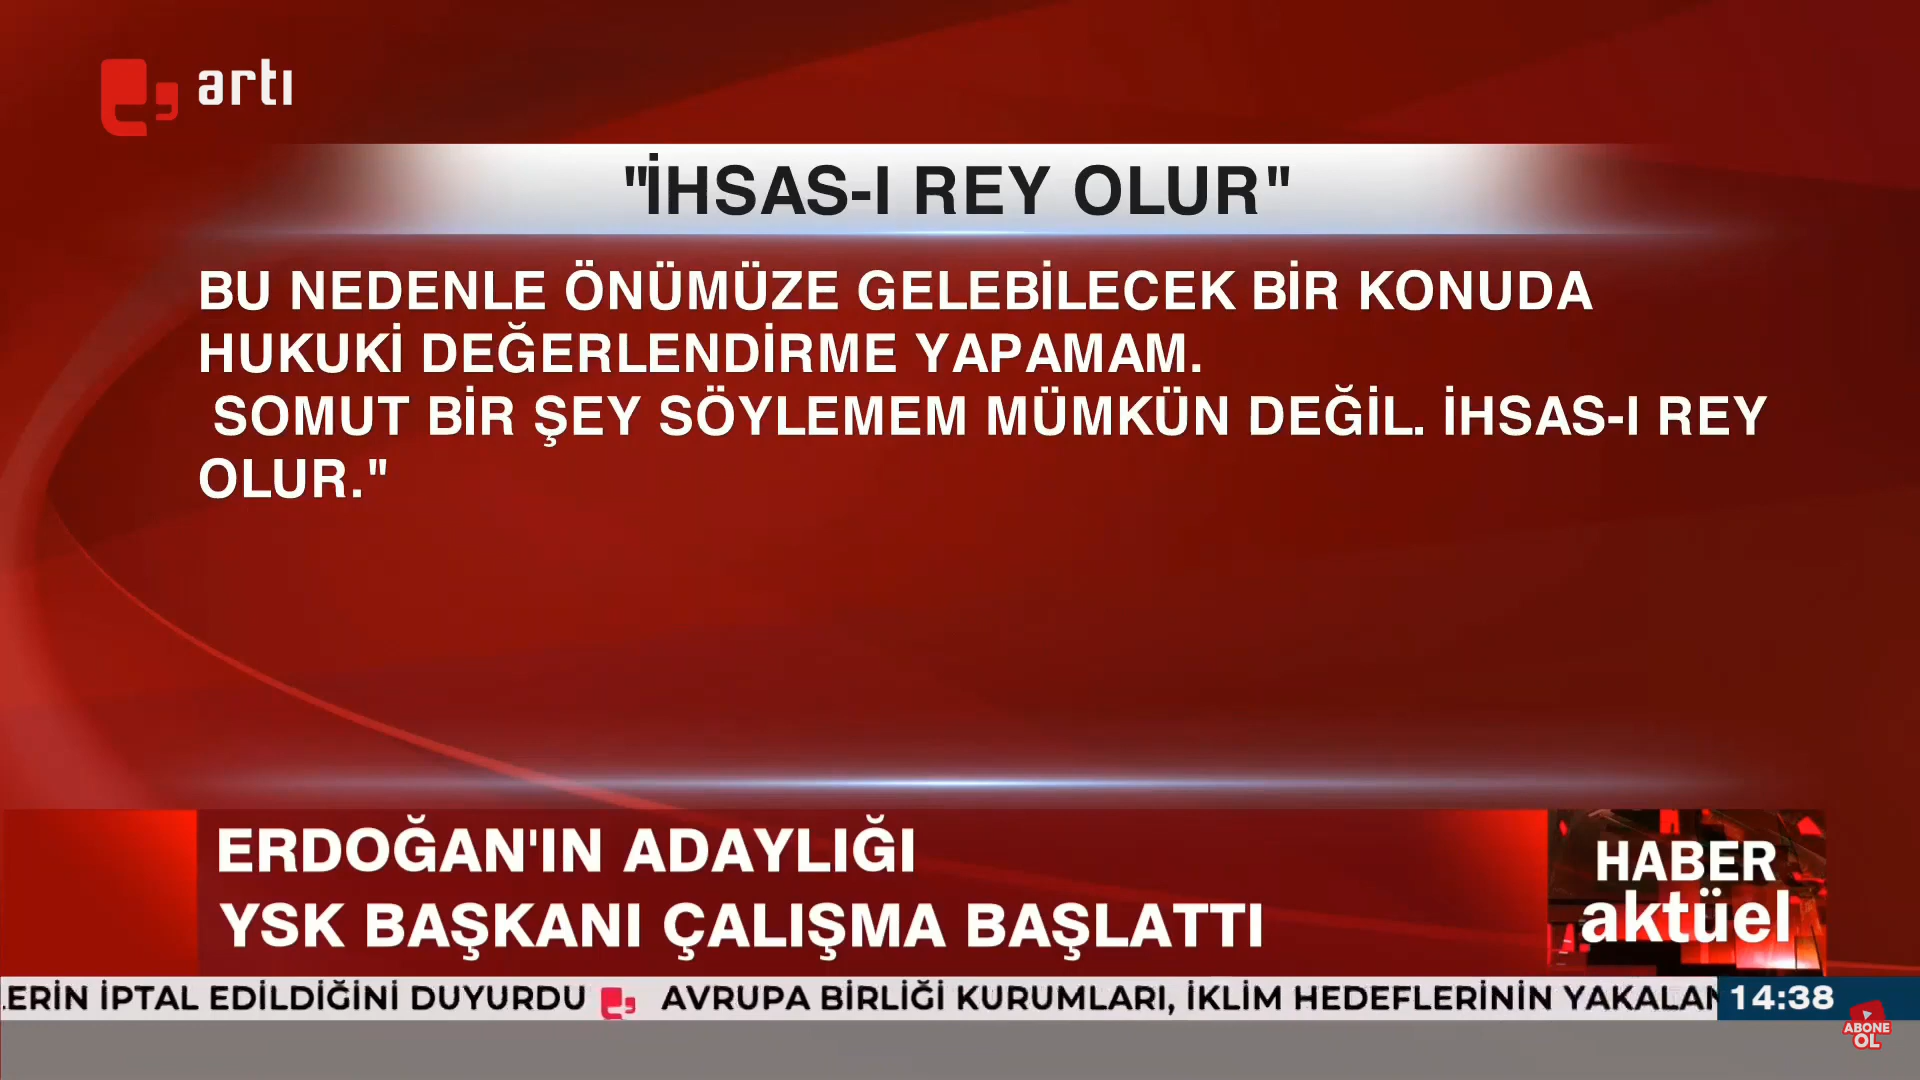 artı
"İHSAS-I REY OLUR"
BU NEDENLE ÖNÜMÜZE GELEBİLECEK BİR KONUDA
HUKUKİ DEĞERLENDİRME YAPAMAM.
SOMUT BİR ŞEY SÖYLEMEM MÜMKÜN DEĞİL. İHSAS-I REY
OLUR."
ERDOĞAN'IN ADAYLIĞI
YSK BAŞKANI ÇALIŞMA BAŞLATTI
HABER
aktüel
LERİN İPTAL EDİLDİĞİNİ DUYURDU AVRUPA BİRLİĞİ KURUMLARI, İKLİM HEDEFLERİNİN YAKALAN 14:38
ABONE
OL